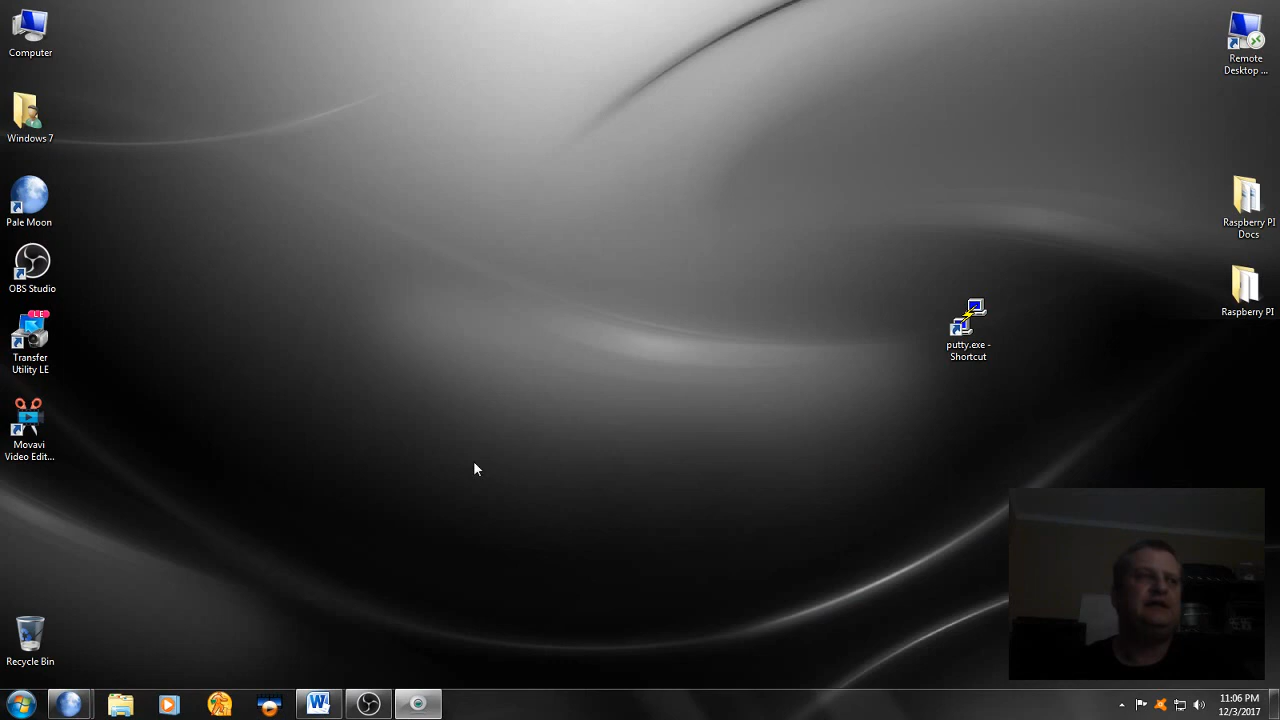 Computer
Windows 7
Pale Moon
OBS Studio
LE
Transfer
Utility LE
Movavi
Video Edit...
Recycle Bin
putty.exe -
Shortcut
Remote
Desktop ...
Raspberry PI
Docs
Raspberry PI
W
11:06 PM
12/3/2017